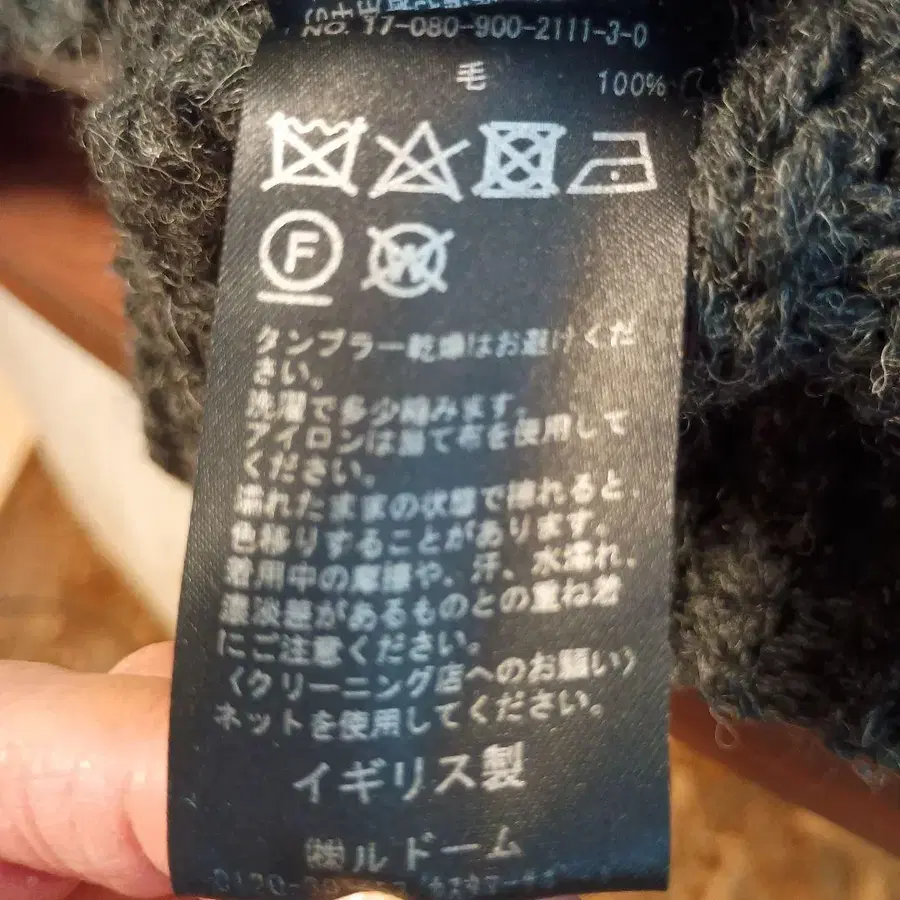 NO. T7-080-900-2111-3-0
毛 100%
F W
タンブラー乾燥はお避けくだ
さい。
洗濯で多少縮みます。
アイロンは当て布を使用して
ください。
濡れたままの状態で擦れると、
色移りすることがあります。
着用中の摩擦や、汗、水濡れ、
濃淡差があるものとの重ね着
にご注意ください。
〈クリーニング店へのお願い〉
ネットを使用してください。
イギリス製
㈱ルドーム